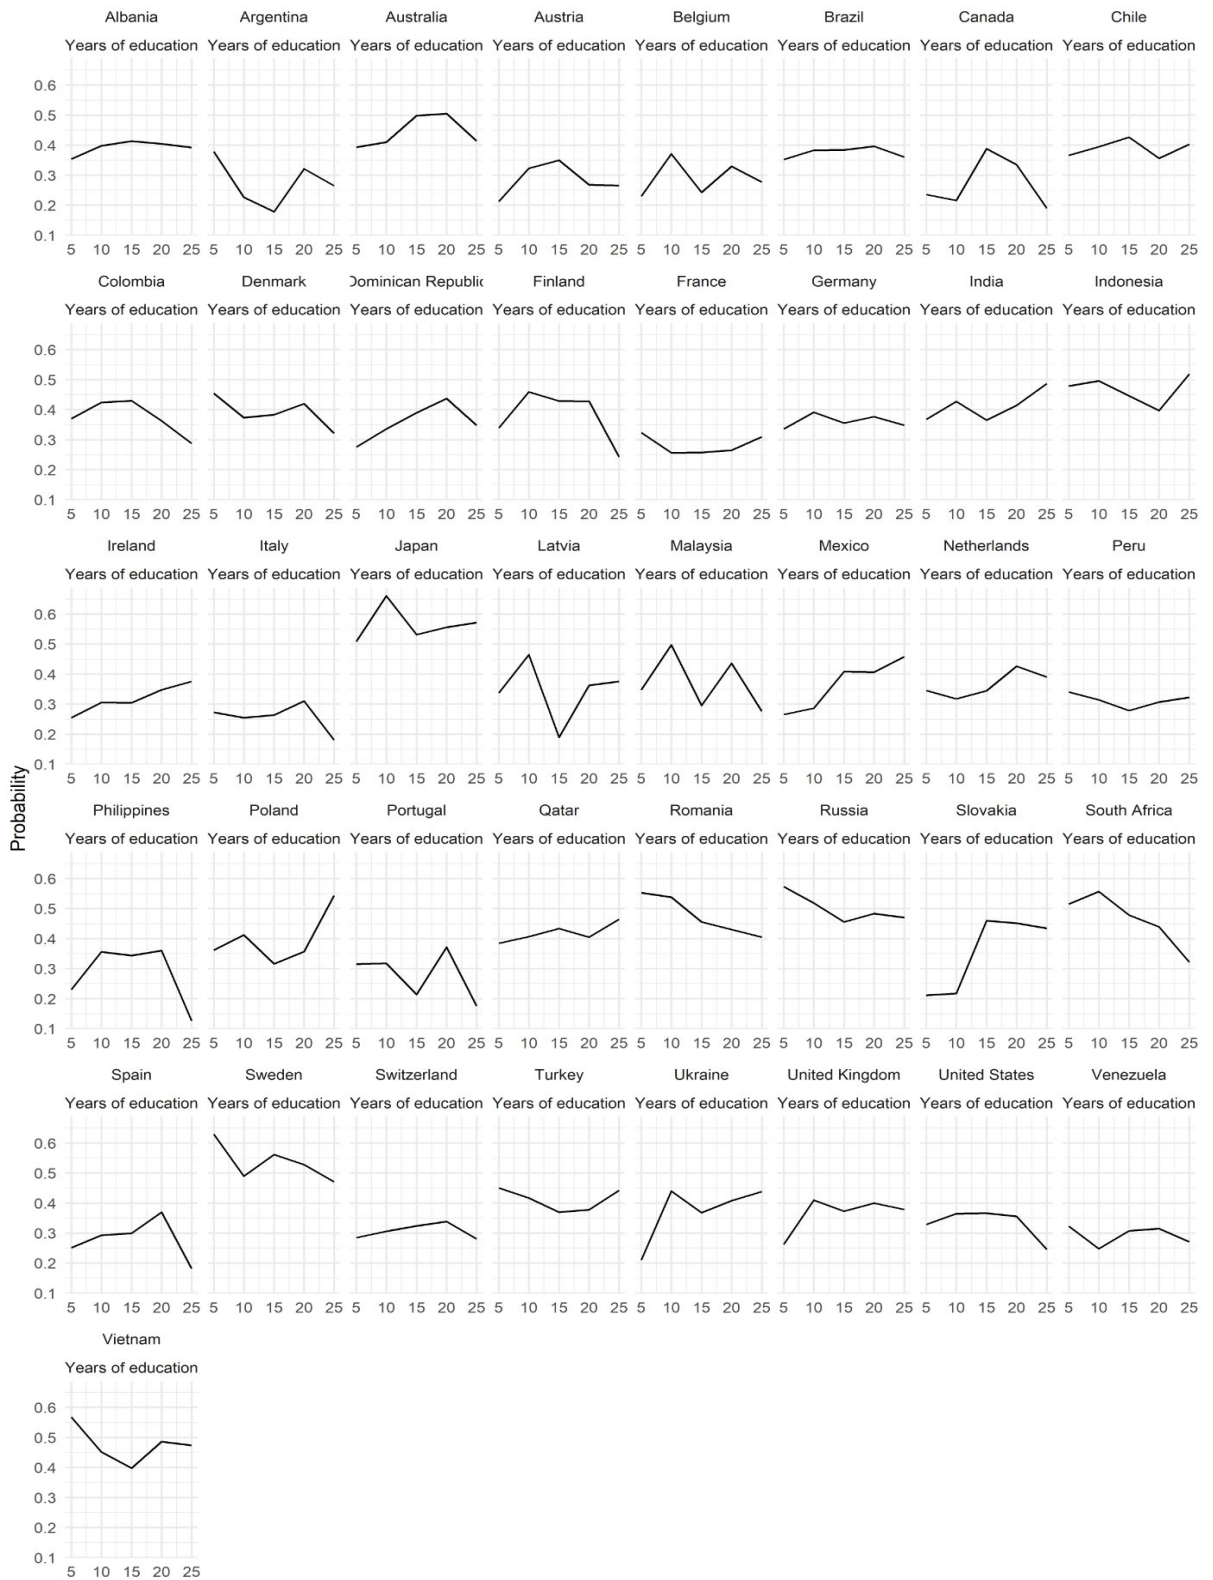 Albania Argentina Australia Austria Belgium Brazil Canada Chile
Years of education Years of education Years of education Years of education Years of education Years of education Years of education Years of education
0.6
0.5
0.4
0.3
0.2
0.1
5 10 15 20 25 5 10 15 20 25 5 10 15 20 25 5 10 15 20 25 5 10 15 20 25 5 10 15 20 25 5 10 15 20 25 5 10 15 20 25
Colombia Denmark Dominican Republic Finland France Germany India Indonesia
Years of education Years of education Years of education Years of education Years of education Years of education Years of education Years of education
0.6
0.5
0.4
0.3
0.2
0.1
5 10 15 20 25 5 10 15 20 25 5 10 15 20 25 5 10 15 20 25 5 10 15 20 25 5 10 15 20 25 5 10 15 20 25 5 10 15 20 25
Ireland Italy Japan Latvia Malaysia Mexico Netherlands Peru
Years of education Years of education Years of education Years of education Years of education Years of education Years of education Years of education
0.6
0.5
0.4
0.3
0.2
0.1
5 10 15 20 25 5 10 15 20 25 5 10 15 20 25 5 10 15 20 25 5 10 15 20 25 5 10 15 20 25 5 10 15 20 25 5 10 15 20 25
Probability
Philippines Poland Portugal Qatar Romania Russia Slovakia South Africa
Years of education Years of education Years of education Years of education Years of education Years of education Years of education Years of education
0.6
0.5
0.4
0.3
0.2
0.1
5 10 15 20 25 5 10 15 20 25 5 10 15 20 25 5 10 15 20 25 5 10 15 20 25 5 10 15 20 25 5 10 15 20 25 5 10 15 20 25
Spain Sweden Switzerland Turkey Ukraine United Kingdom United States Venezuela
Years of education Years of education Years of education Years of education Years of education Years of education Years of education Years of education
0.6
0.5
0.4
0.3
0.2
0.1
5 10 15 20 25 5 10 15 20 25 5 10 15 20 25 5 10 15 20 25 5 10 15 20 25 5 10 15 20 25 5 10 15 20 25 5 10 15 20 25
Vietnam
Years of education
0.6
0.5
0.4
0.3
0.2
0.1
5 10 15 20 25